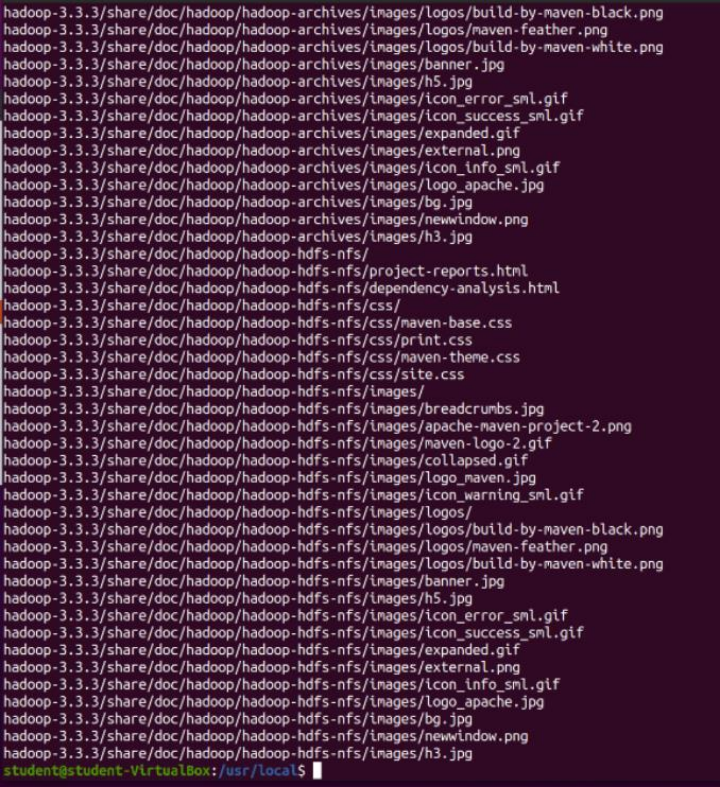 hadoop-3.3.3/share/doc/hadoop/hadoop-archives/images/logos/build-by-maven-black.png
hadoop-3.3.3/share/doc/hadoop/hadoop-archives/images/logos/maven-feather.png
hadoop-3.3.3/share/doc/hadoop/hadoop-archives/images/logos/build-by-maven-white.png
hadoop-3.3.3/share/doc/hadoop/hadoop-archives/images/banner.jpg
hadoop-3.3.3/share/doc/hadoop/hadoop-archives/images/h5.jpg
hadoop-3.3.3/share/doc/hadoop/hadoop-archives/images/icon_error_sml.gif
hadoop-3.3.3/share/doc/hadoop/hadoop-archives/images/icon_success_sml.gif
hadoop-3.3.3/share/doc/hadoop/hadoop-archives/images/expanded.gif
hadoop-3.3.3/share/doc/hadoop/hadoop-archives/images/external.png
hadoop-3.3.3/share/doc/hadoop/hadoop-archives/images/icon_info_sml.gif
hadoop-3.3.3/share/doc/hadoop/hadoop-archives/images/logo_apache.jpg
hadoop-3.3.3/share/doc/hadoop/hadoop-archives/images/bg.jpg
hadoop-3.3.3/share/doc/hadoop/hadoop-archives/images/newwindow.png
hadoop-3.3.3/share/doc/hadoop/hadoop-archives/images/h3.jpg
hadoop-3.3.3/share/doc/hadoop/hadoop-hdfs-nfs/
hadoop-3.3.3/share/doc/hadoop/hadoop-hdfs-nfs/project-reports.html
hadoop-3.3.3/share/doc/hadoop/hadoop-hdfs-nfs/dependency-analysis.html
hadoop-3.3.3/share/doc/hadoop/hadoop-hdfs-nfs/css/
hadoop-3.3.3/share/doc/hadoop/hadoop-hdfs-nfs/css/maven-base.css
hadoop-3.3.3/share/doc/hadoop/hadoop-hdfs-nfs/css/print.css
hadoop-3.3.3/share/doc/hadoop/hadoop-hdfs-nfs/css/maven-theme.css
hadoop-3.3.3/share/doc/hadoop/hadoop-hdfs-nfs/css/site.css
hadoop-3.3.3/share/doc/hadoop/hadoop-hdfs-nfs/images/
hadoop-3.3.3/share/doc/hadoop/hadoop-hdfs-nfs/images/breadcrumbs.jpg
hadoop-3.3.3/share/doc/hadoop/hadoop-hdfs-nfs/images/apache-maven-project-2.png
hadoop-3.3.3/share/doc/hadoop/hadoop-hdfs-nfs/images/maven-logo-2.gif
hadoop-3.3.3/share/doc/hadoop/hadoop-hdfs-nfs/images/collapsed.gif
hadoop-3.3.3/share/doc/hadoop/hadoop-hdfs-nfs/images/logo_maven.jpg
hadoop-3.3.3/share/doc/hadoop/hadoop-hdfs-nfs/images/icon_warning_sml.gif
hadoop-3.3.3/share/doc/hadoop/hadoop-hdfs-nfs/images/logos/
hadoop-3.3.3/share/doc/hadoop/hadoop-hdfs-nfs/images/logos/build-by-maven-black.png
hadoop-3.3.3/share/doc/hadoop/hadoop-hdfs-nfs/images/logos/maven-feather.png
hadoop-3.3.3/share/doc/hadoop/hadoop-hdfs-nfs/images/logos/build-by-maven-white.png
hadoop-3.3.3/share/doc/hadoop/hadoop-hdfs-nfs/images/banner.jpg
hadoop-3.3.3/share/doc/hadoop/hadoop-hdfs-nfs/images/h5.jpg
hadoop-3.3.3/share/doc/hadoop/hadoop-hdfs-nfs/images/icon_error_sml.gif
hadoop-3.3.3/share/doc/hadoop/hadoop-hdfs-nfs/images/icon_success_sml.gif
hadoop-3.3.3/share/doc/hadoop/hadoop-hdfs-nfs/images/expanded.gif
hadoop-3.3.3/share/doc/hadoop/hadoop-hdfs-nfs/images/external.png
hadoop-3.3.3/share/doc/hadoop/hadoop-hdfs-nfs/images/icon_info_sml.gif
hadoop-3.3.3/share/doc/hadoop/hadoop-hdfs-nfs/images/logo_apache.jpg
hadoop-3.3.3/share/doc/hadoop/hadoop-hdfs-nfs/images/bg.jpg
hadoop-3.3.3/share/doc/hadoop/hadoop-hdfs-nfs/images/newwindow.png
hadoop-3.3.3/share/doc/hadoop/hadoop-hdfs-nfs/images/h3.jpg
student@student-VirtualBox:/usr/local$